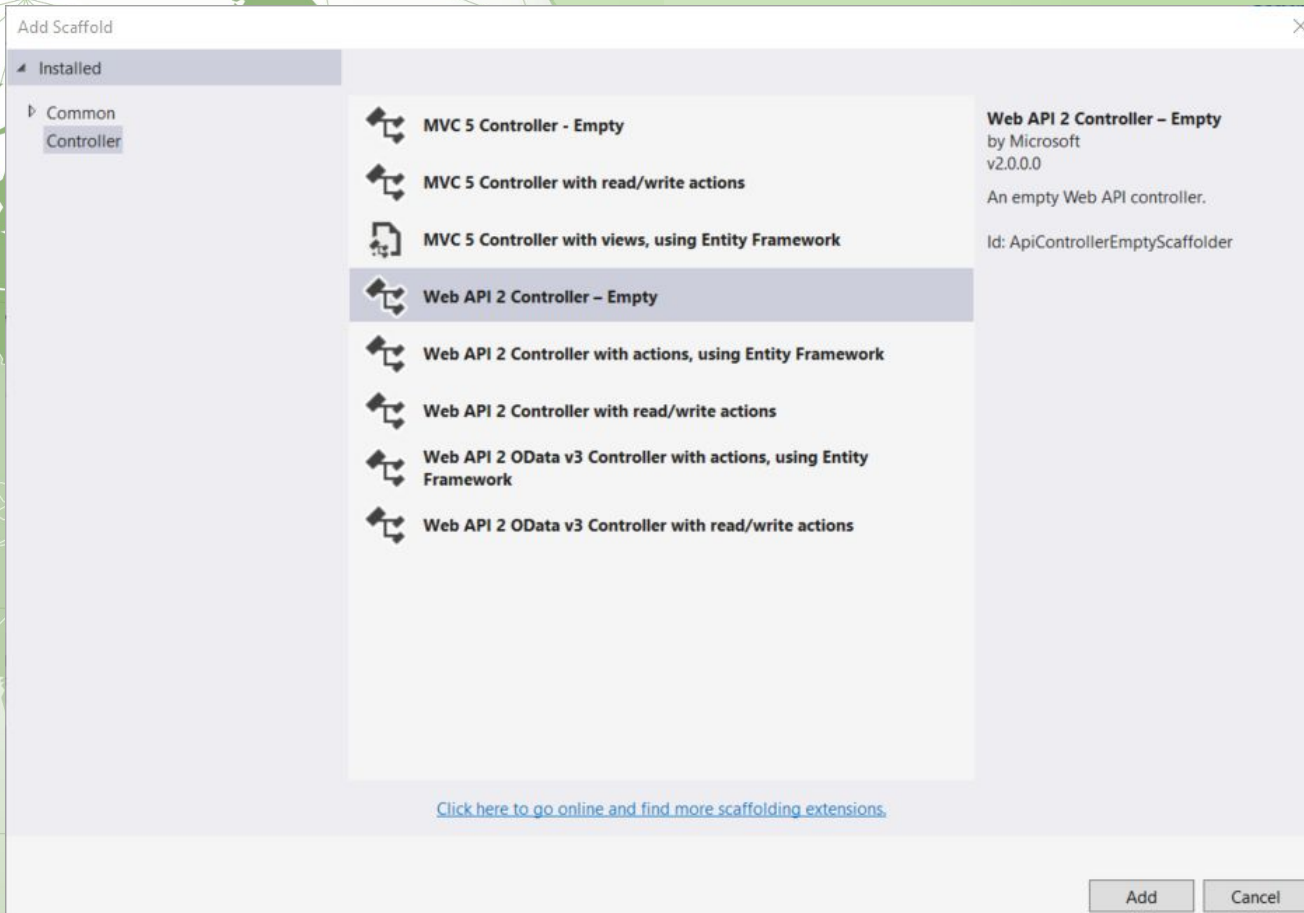 Add Scaffold
Installed
Common
Controller
MVC 5 Controller - Empty
MVC 5 Controller with read/write actions
MVC 5 Controller with views, using Entity Framework
Web API 2 Controller – Empty
Web API 2 Controller with actions, using Entity Framework
Web API 2 Controller with read/write actions
Web API 2 OData v3 Controller with actions, using Entity
Framework
Web API 2 OData v3 Controller with read/write actions
Click here to go online and find more scaffolding extensions.
Web API 2 Controller – Empty
by Microsoft
v2.0.0.0
An empty Web API controller.
Id: ApiControllerEmptyScaffolder
Add
Cancel